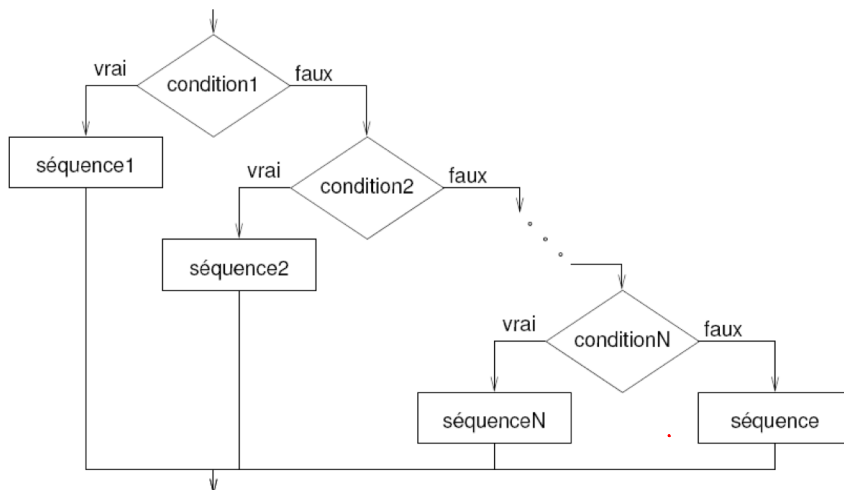 vrai
condition1
faux
séquence1
vrai
condition2
faux
séquence2
vrai
conditionN
faux
séquenceN
séquence